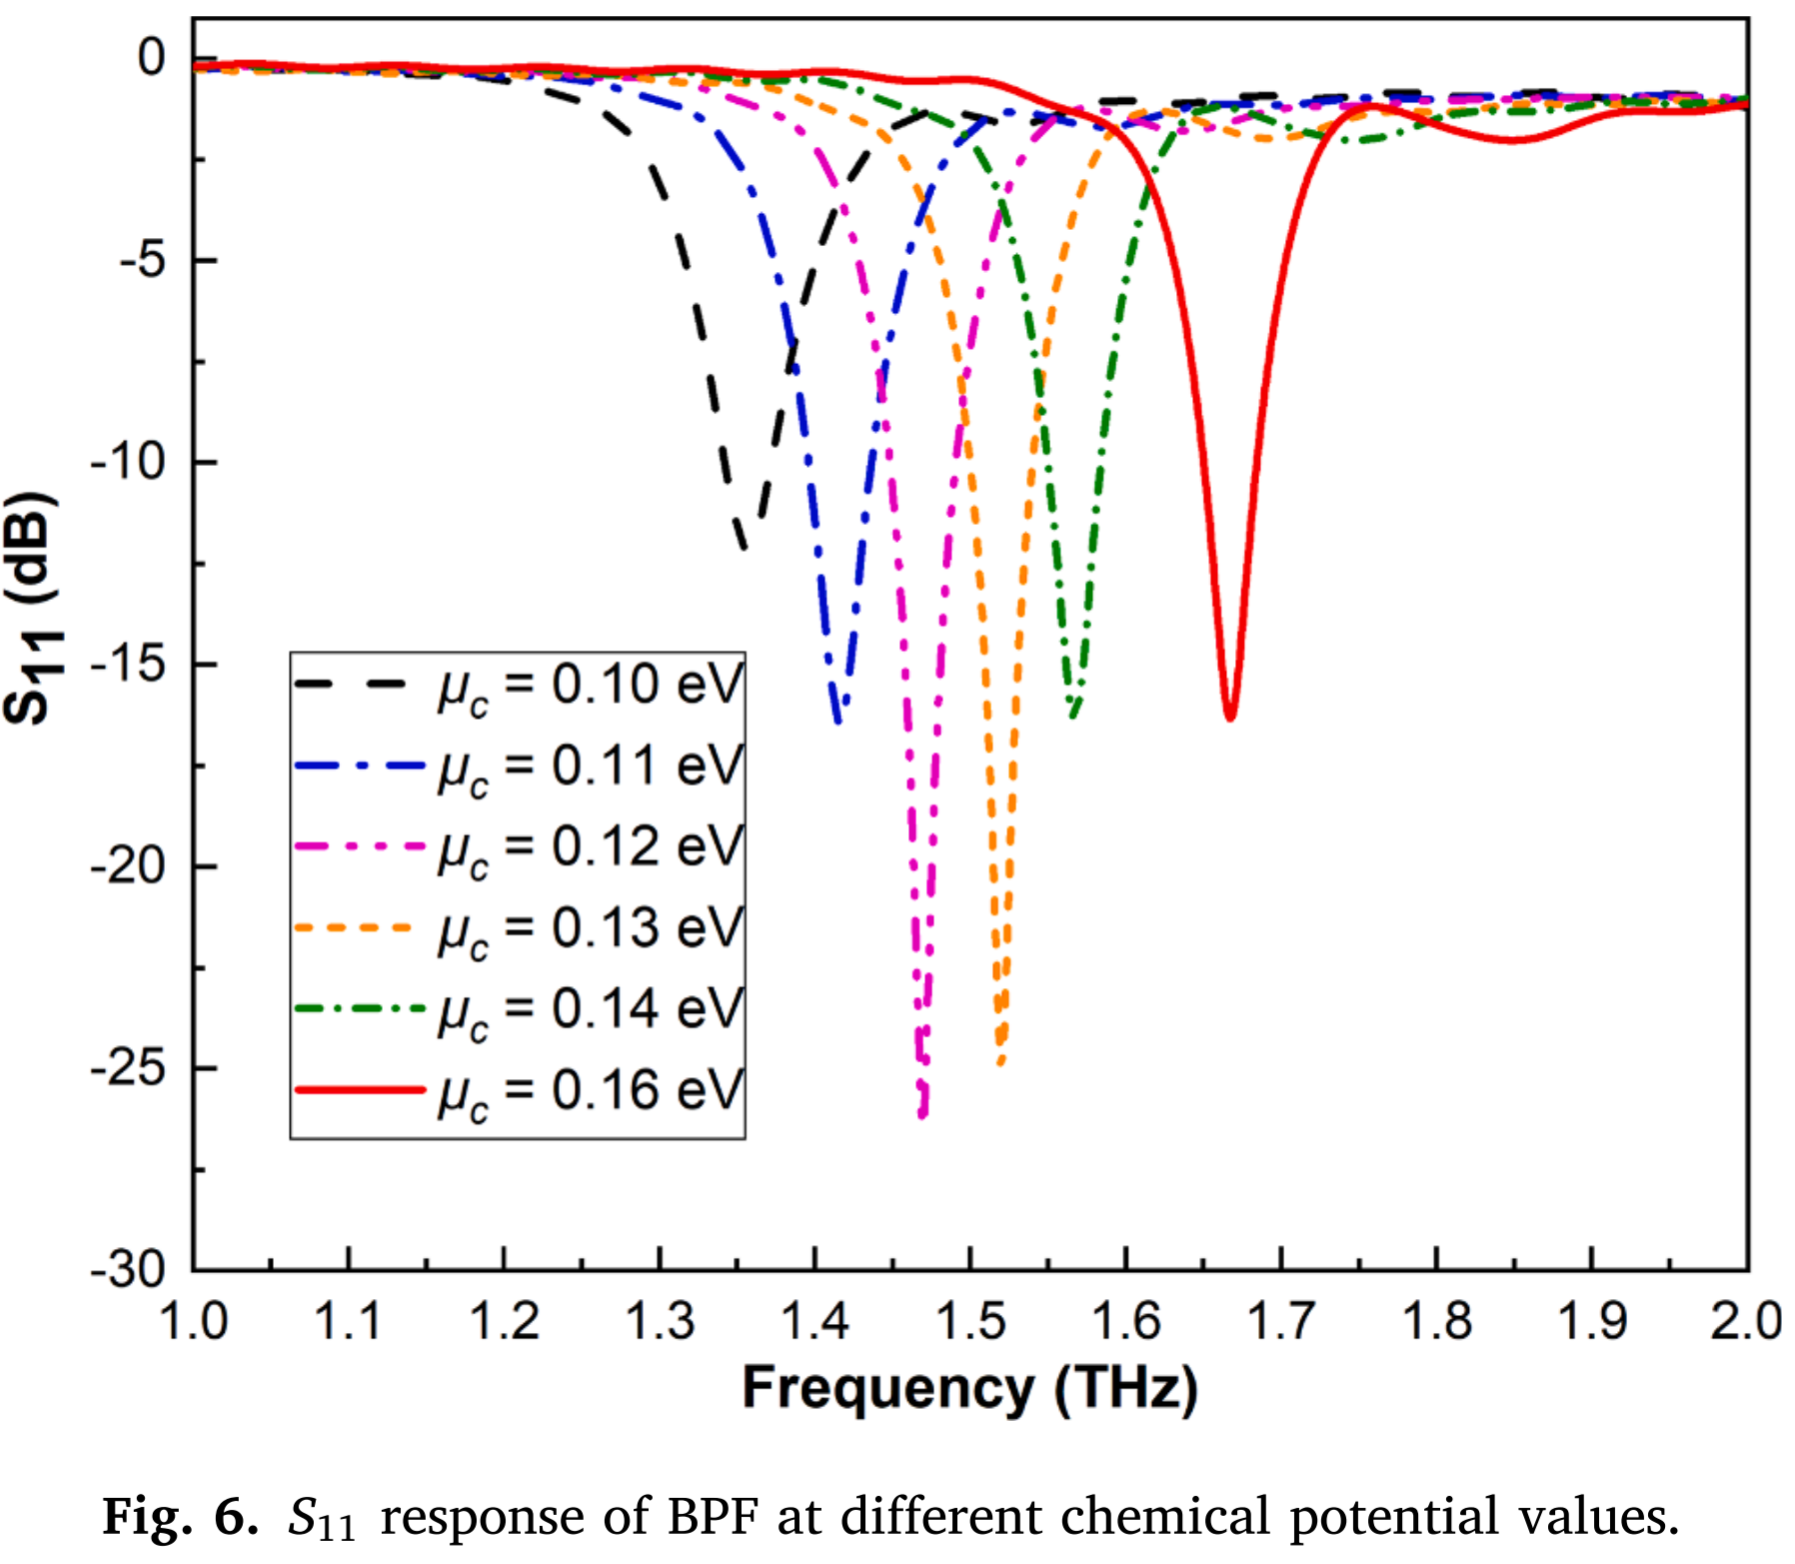 0
-5
-10
-15
-20
-25
-30
S11 (dB)
μc = 0.10 eV
μc = 0.11 eV
μc = 0.12 eV
μc = 0.13 eV
μc = 0.14 eV
μc = 0.16 eV
1.0 1.1 1.2 1.3 1.4 1.5 1.6 1.7 1.8 1.9 2.0
Frequency (THz)
Fig. 6. S11 response of BPF at different chemical potential values.